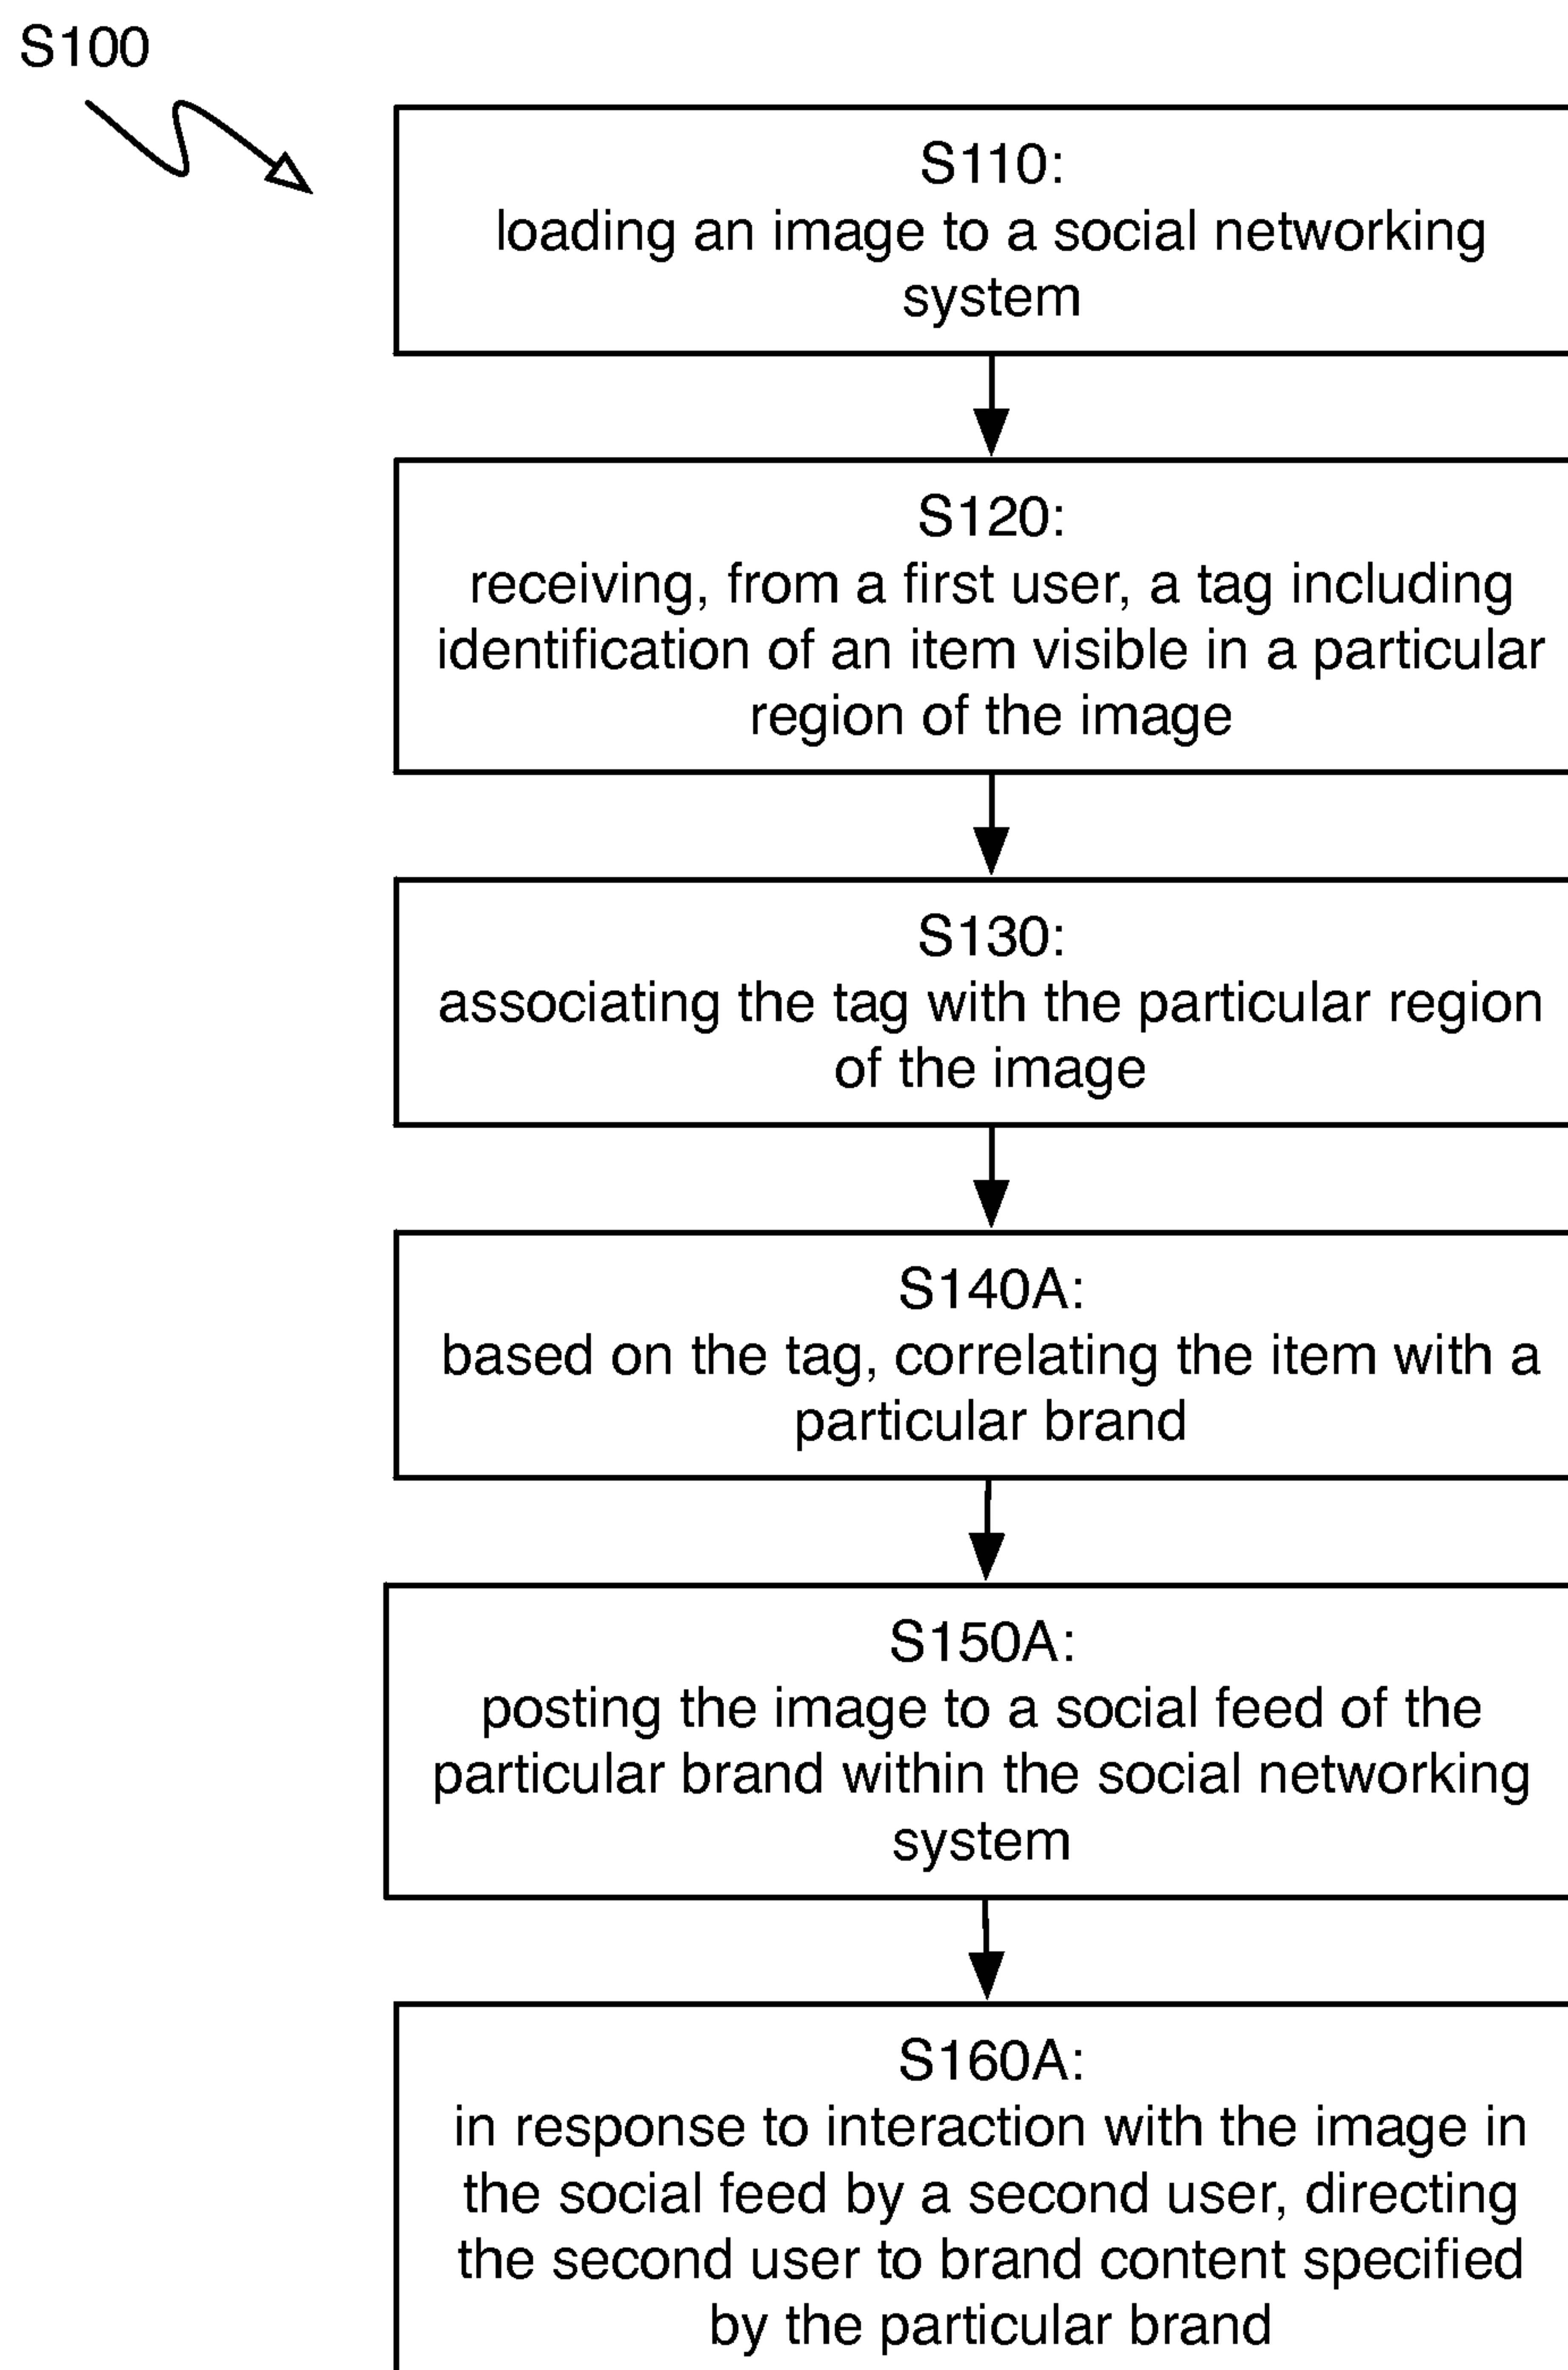 S100
S110:
loading an image to a social networking
system
S120:
receiving, from a first user, a tag including
identification of an item visible in a particular
region of the image
S130:
associating the tag with the particular region
of the image
S140A:
based on the tag, correlating the item with a
particular brand
S150A:
posting the image to a social feed of the
particular brand within the social networking
system
S160A:
in response to interaction with the image in
the social feed by a second user, directing
the second user to brand content specified
by the particular brand